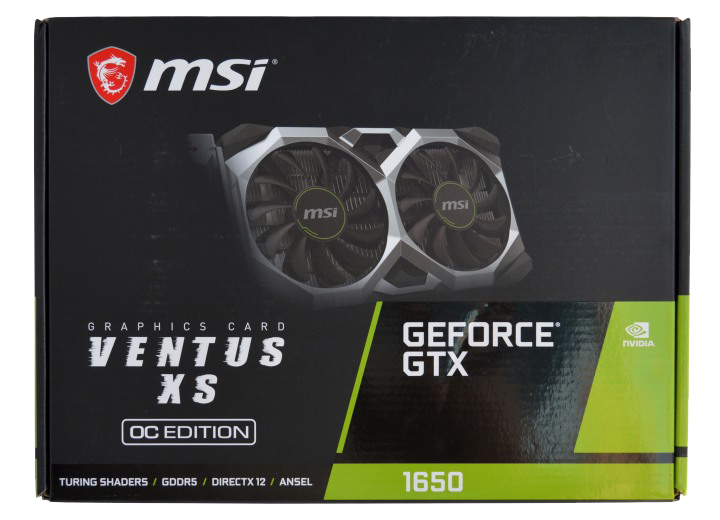 msi
msi
msi
GRAPHICS CARD
VENTUS
XS
OC EDITION
GEFORCE®
GTX
NVIDIA
TURING SHADERS / GDDR5 / DIRECTX 12 / ANSEL
1650